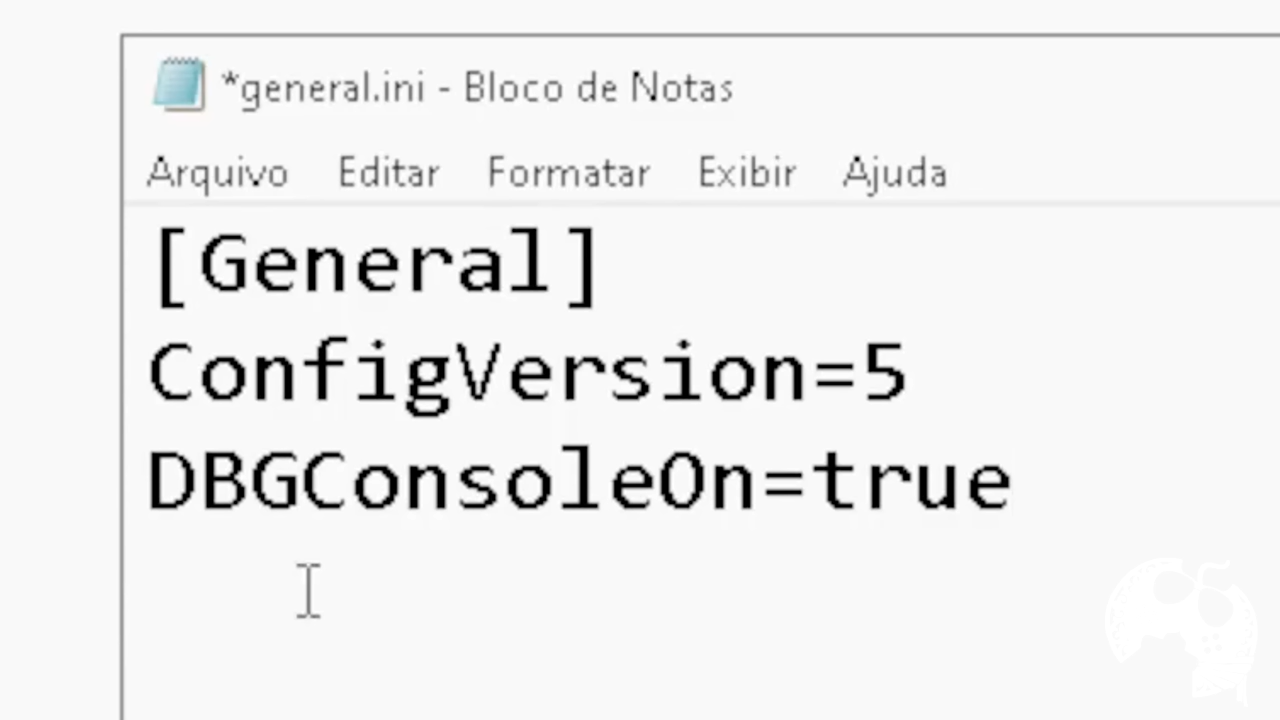 *general.ini - Bloco de Notas
Arquivo Editar Formatar Exibir Ajuda
[General]
ConfigVersion=5
DBGConsoleOn=true